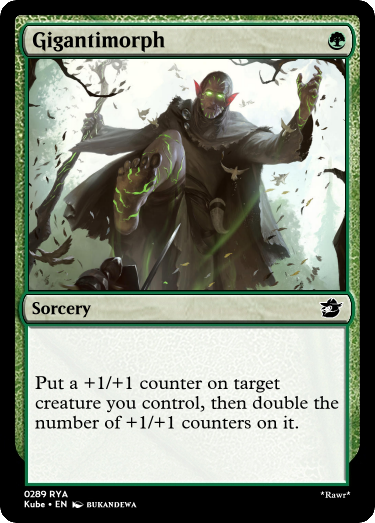 Gigantimorph
Sorcery
Put a +1/+1 counter on target
creature you control, then double the
number of +1/+1 counters on it.
0289 RYA
Kube • EN BUKANDEWA
*Rawr*